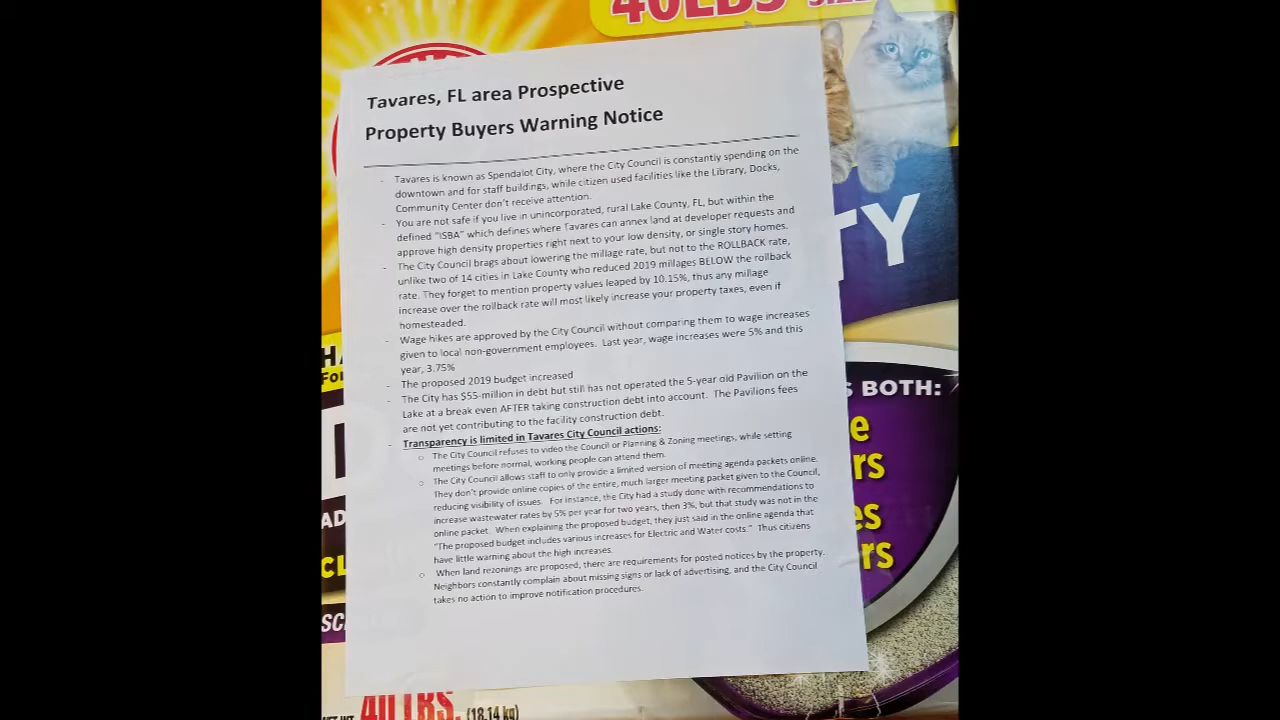 40LBS
Tavares, FL area Prospective
Property Buyers Warning Notice
- Tavares is known as Spendalot City, where the City Council is constantly spending on the
downtown and for staff buildings, while citizen used facilities like the Library, Docks,
Community Center don't receive attention.
- You are not safe if you live in unincorporated, rural Lake County, FL, but within the
defined "ISBA" which defines where Tavares can annex land at developer requests and
approve high density properties right next to your low density, or single story homes.
- The City Council brags about lowering the millage rate, but not to the ROLLBACK rate,
unlike two of 14 cities in Lake County who reduced 2019 millages BELOW the rollback
rate. They forget to mention property values leaped by 10.15%, thus any millage
increase over the rollback rate will most likely increase your property taxes, even if
homesteaded.
- Wage hikes are approved by the City Council without comparing them to wage increases
given to local non-government employees. Last year, wage increases were 5% and this
year, 3.75%
- The proposed 2019 budget increased
- The City has $55-million in debt but still has not operated the 5-year old Pavilion on the
Lake at a break even AFTER taking construction debt into account. The Pavilions fees
are not yet contributing to the facility construction debt.
- Transparency is limited in Tavares City Council actions:
○ The City Council refuses to video the Council or Planning & Zoning meetings, while setting
meetings before normal, working people can attend them.
○ The City Council allows staff to only provide a limited version of meeting agenda packets online.
They don't provide online copies of the entire, much larger meeting packet given to the Council,
reducing visibility of issues. For instance, the City had a study done with recommendations to
increase wastewater rates by 5% per year for two years, then 3%, but that study was not in the
online packet. When explaining the proposed budget, they just said in the online agenda that
"The proposed budget includes various increases for Electric and Water costs." Thus citizens
have little warning about the high increases.
○ When land rezonings are proposed, there are requirements for posted notices by the property.
Neighbors constantly complain about missing signs or lack of advertising, and the City Council
takes no action to improve notification procedures.
TY
BOTH:
40 LBS. (18.14 kg)